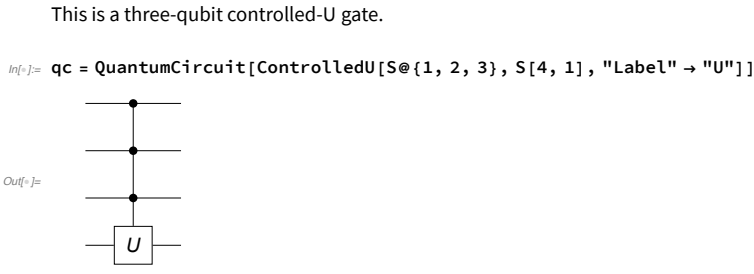 This is a three-qubit controlled-U gate.
In[◦]:= qc = QuantumCircuit[ControlledU[S@{1, 2, 3}, S[4, 1], "Label" → "U"]]
Out[◦]=
U